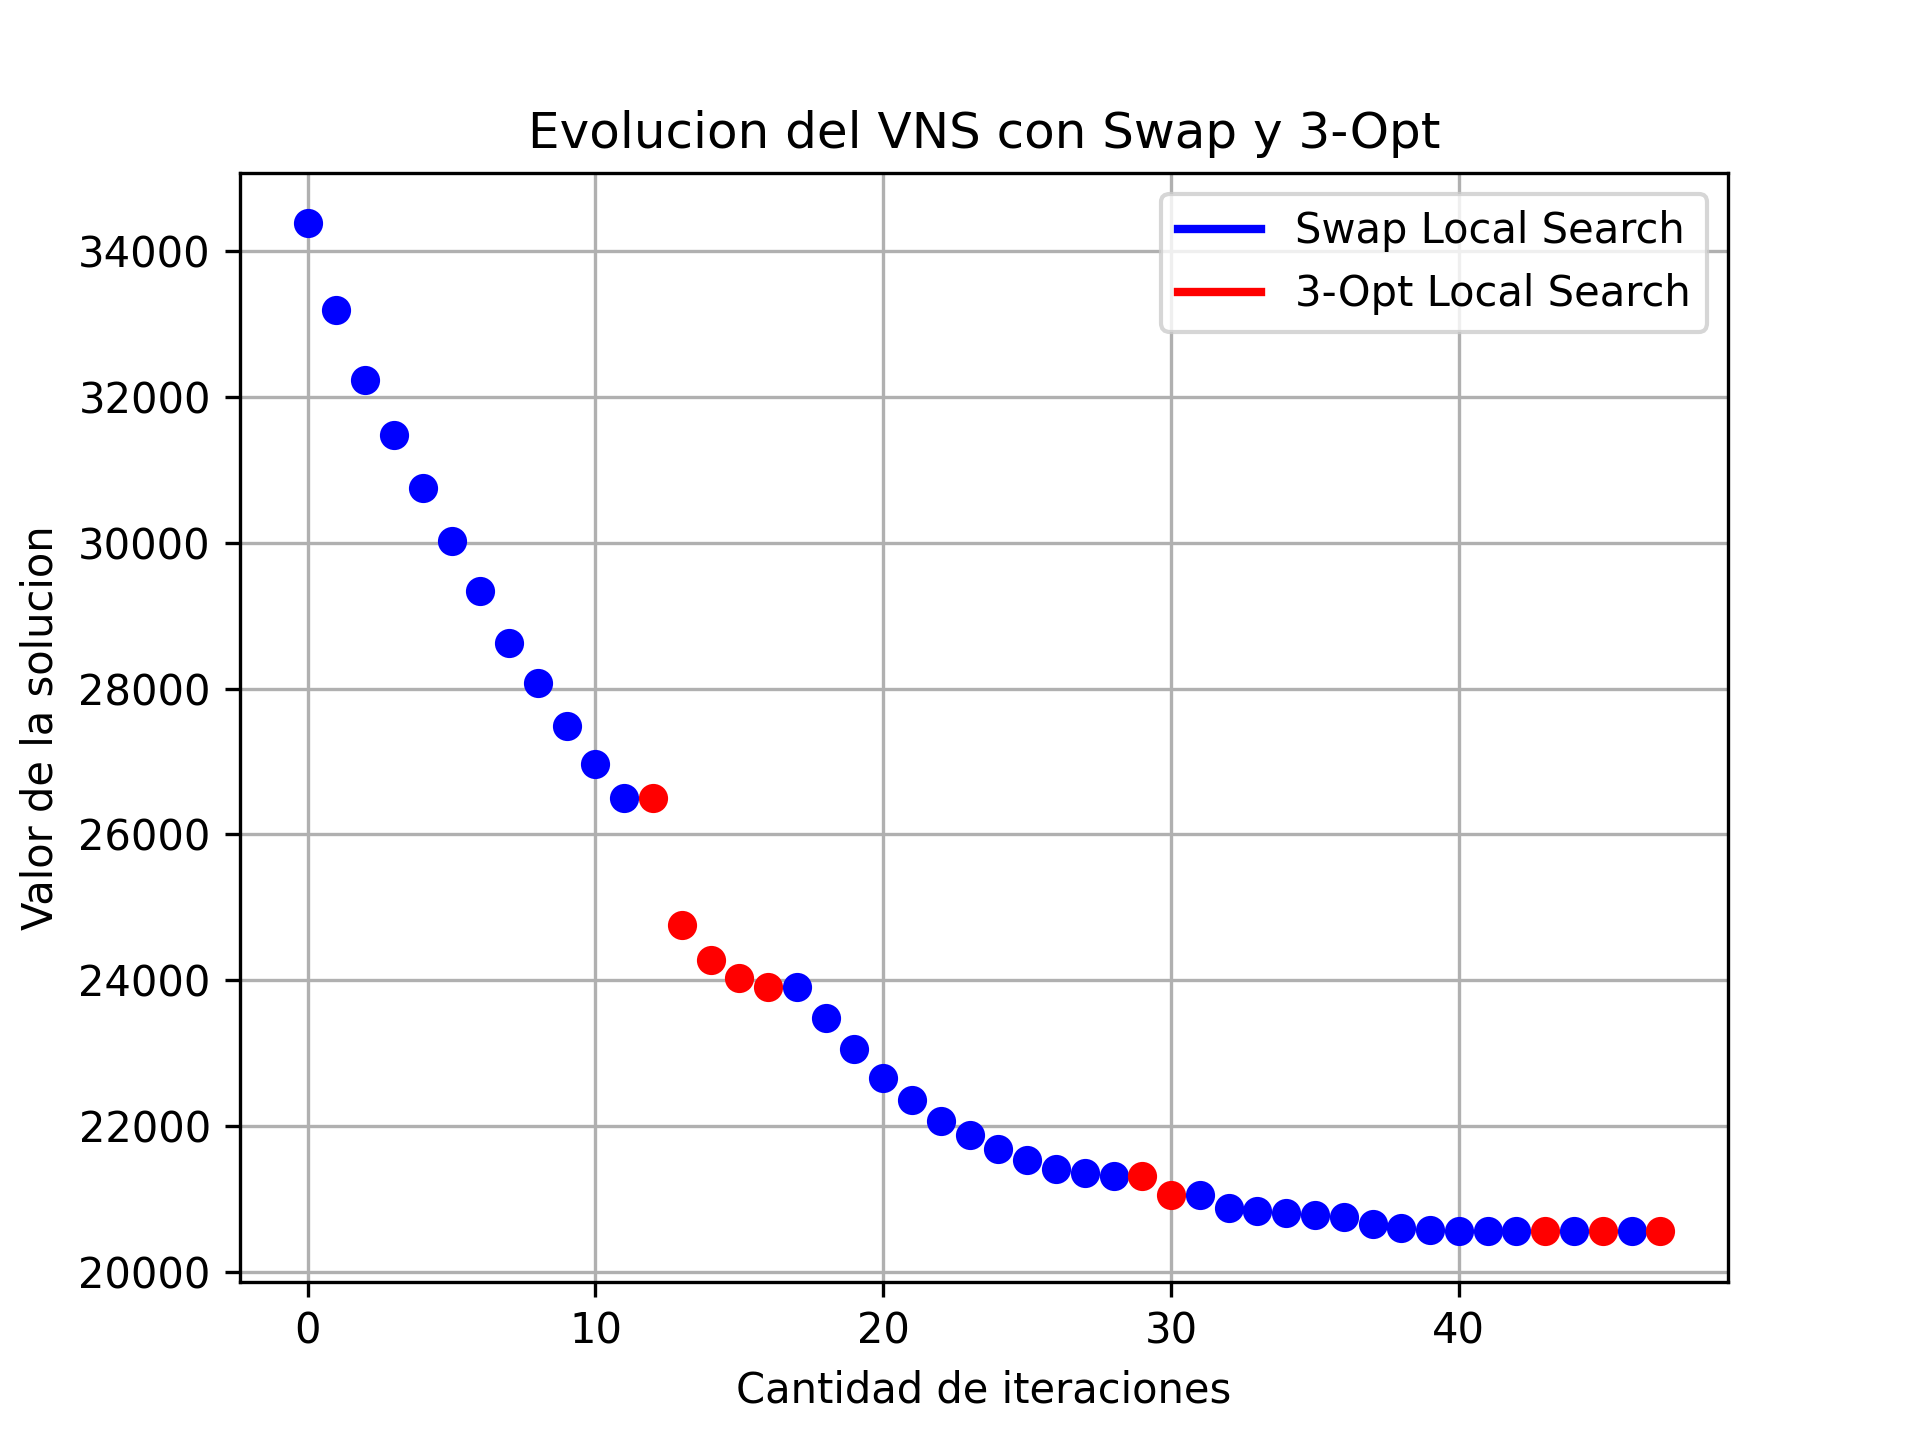 Evolucion del VNS con Swap y 3-Opt
Swap Local Search
3-Opt Local Search
Valor de la solucion
34000
32000
30000
28000
26000
24000
22000
20000
0 10 20 30 40
Cantidad de iteraciones